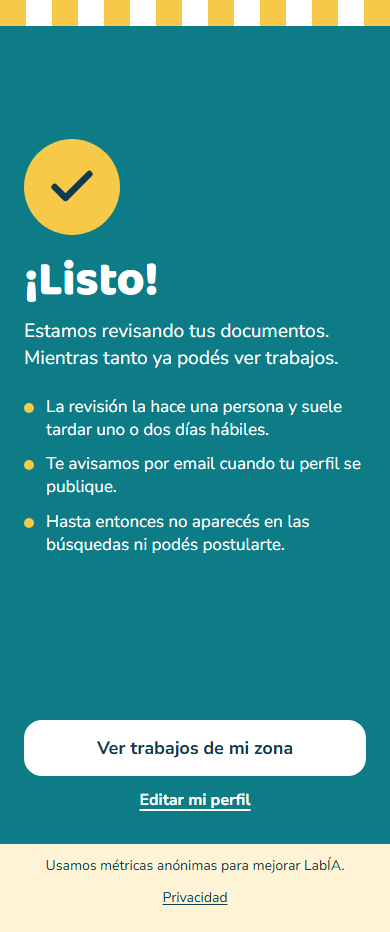 ¡Listo!
Estamos revisando tus documentos.
Mientras tanto ya podés ver trabajos.
La revisión la hace una persona y suele
tardar uno o dos días hábiles.
Te avisamos por email cuando tu perfil se
publique.
Hasta entonces no aparecés en las
búsquedas ni podés postularte.
Ver trabajos de mi zona
Editar mi perfil
Usamos métricas anónimas para mejorar LabÍA.
Privacidad